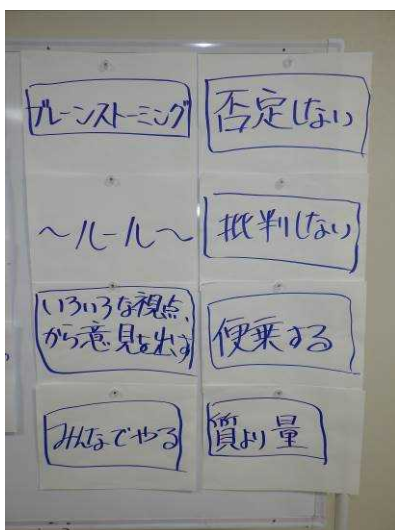 ブレーンストーミング
〜ルール〜
いろいろな視点、
から意見を出す
みんなでやる
否定しない
批判しない
便乗する
質より量